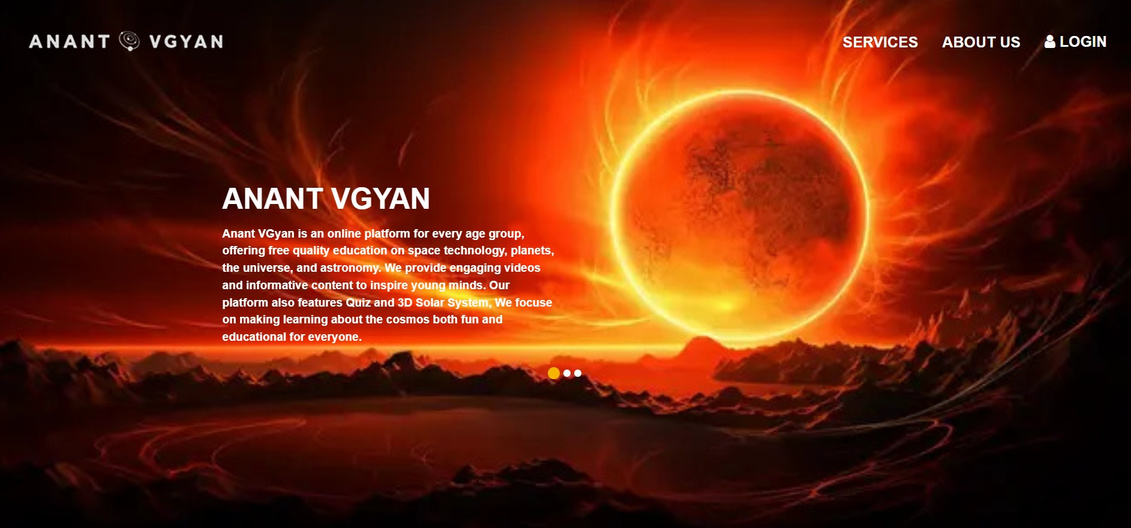 ANANT VGYAN
SERVICES ABOUT US LOGIN
ANANT VGYAN
Anant VGyan is an online platform for every age group,
offering free quality education on space technology, planets,
the universe, and astronomy. We provide engaging videos
and informative content to inspire young minds. Our
platform also features Quiz and 3D Solar System, We focuse
on making learning about the cosmos both fun and
educational for everyone.